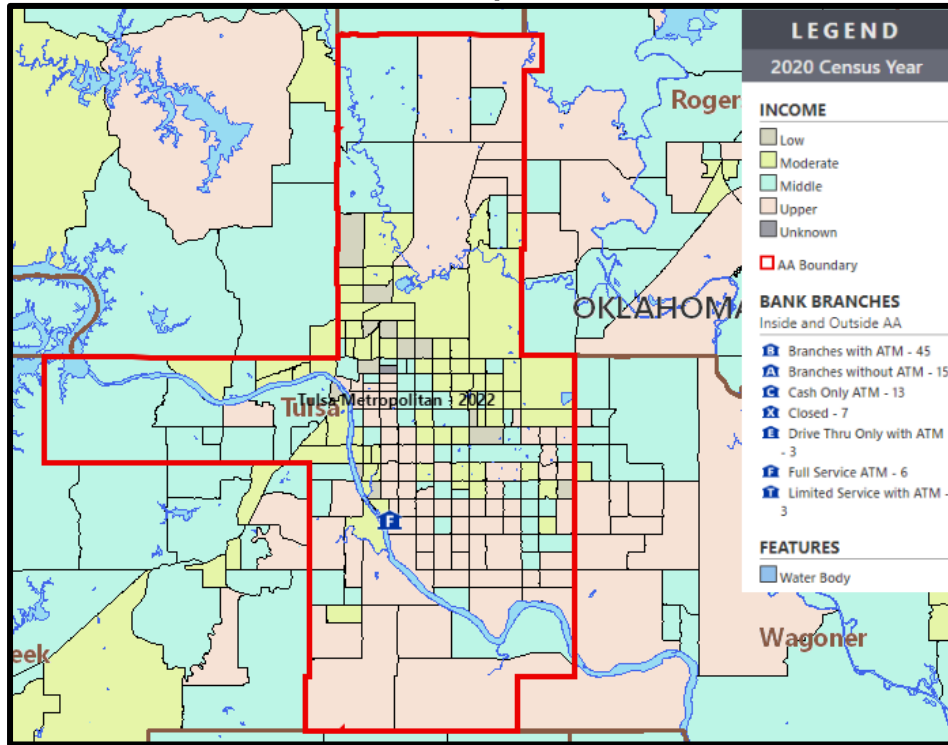 LEGEND
2020 Census Year
INCOME
Low
Moderate
Middle
Upper
Unknown
AA Boundary
BANK BRANCHES
Inside and Outside AA
B Branches with ATM - 45
A Branches without ATM - 15
C Cash Only ATM - 13
X Closed - 7
E Drive Thru Only with ATM
- 3
F Full Service ATM - 6
T Limited Service with ATM -
3
FEATURES
Water Body
Roger
OKLAHOMA
Tulsa Metropolitan - 2022
Tulsa
F
Wagoner
eek